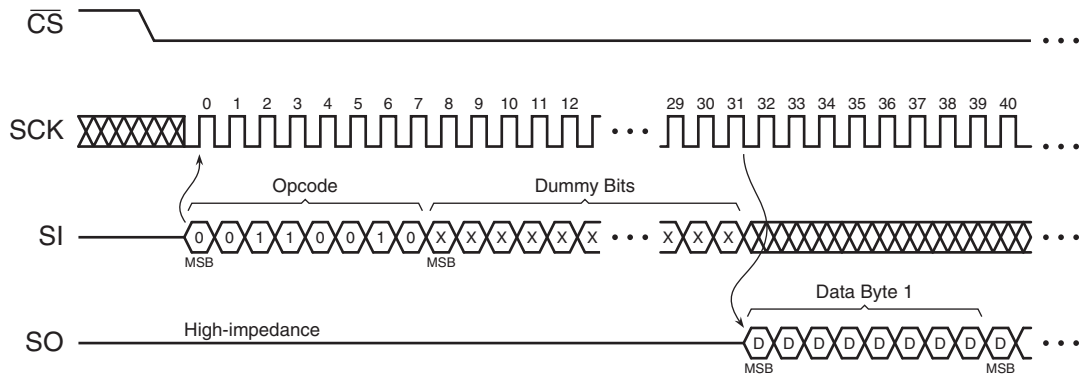 CS
0 1 2 3 4 5 6 7 8 9 10 11 12 29 30 31 32 33 34 35 36 37 38 39 40
SCK
Opcode Dummy Bits
SI 0 0 1 1 0 0 1 0 X X X X X X X X X
MSB MSB
Data Byte 1
High-impedance
SO D D D D D D D D D
MSB MSB